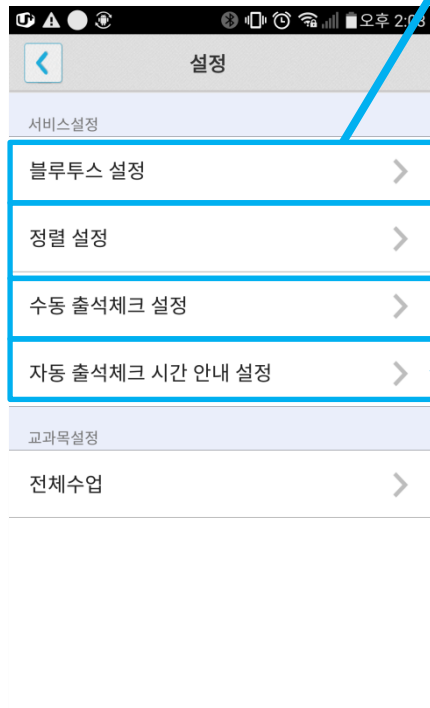 오후 2:03
설정
서비스설정
블루투스 설정
정렬 설정
수동 출석체크 설정
자동 출석체크 시간 안내 설정
교과목설정
전체수업